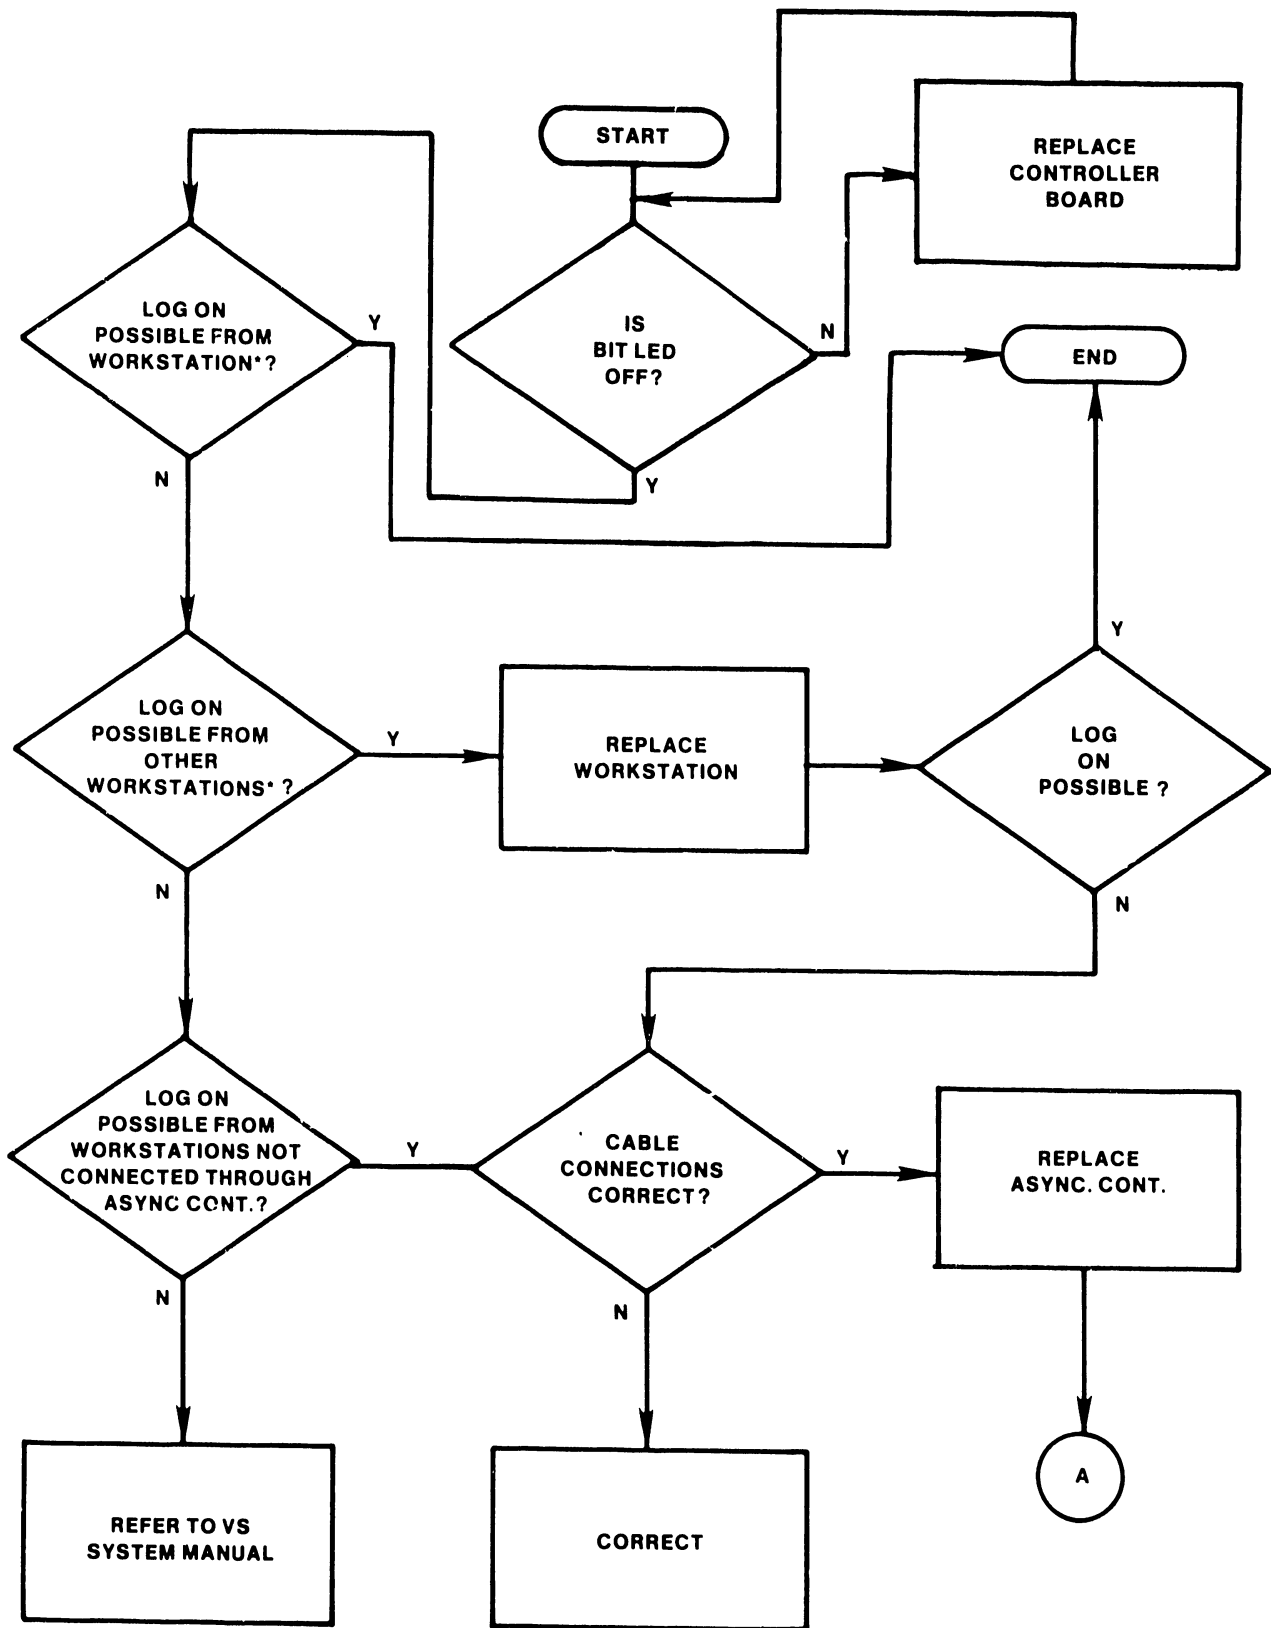 START
REPLACE
CONTROLLER
BOARD
LOG ON
POSSIBLE FROM
WORKSTATION*?
Y
IS
BIT LED
OFF?
N
END
N
Y
Y
LOG ON
POSSIBLE FROM
OTHER
WORKSTATIONS* ?
Y
REPLACE
WORKSTATION
LOG
ON
POSSIBLE ?
N
N
LOG ON
POSSIBLE FROM
WORKSTATIONS NOT
CONNECTED THROUGH
ASYNC CONT.?
Y
CABLE
CONNECTIONS
CORRECT?
Y
REPLACE
ASYNC. CONT.
N
N
A
REFER TO VS
SYSTEM MANUAL
CORRECT